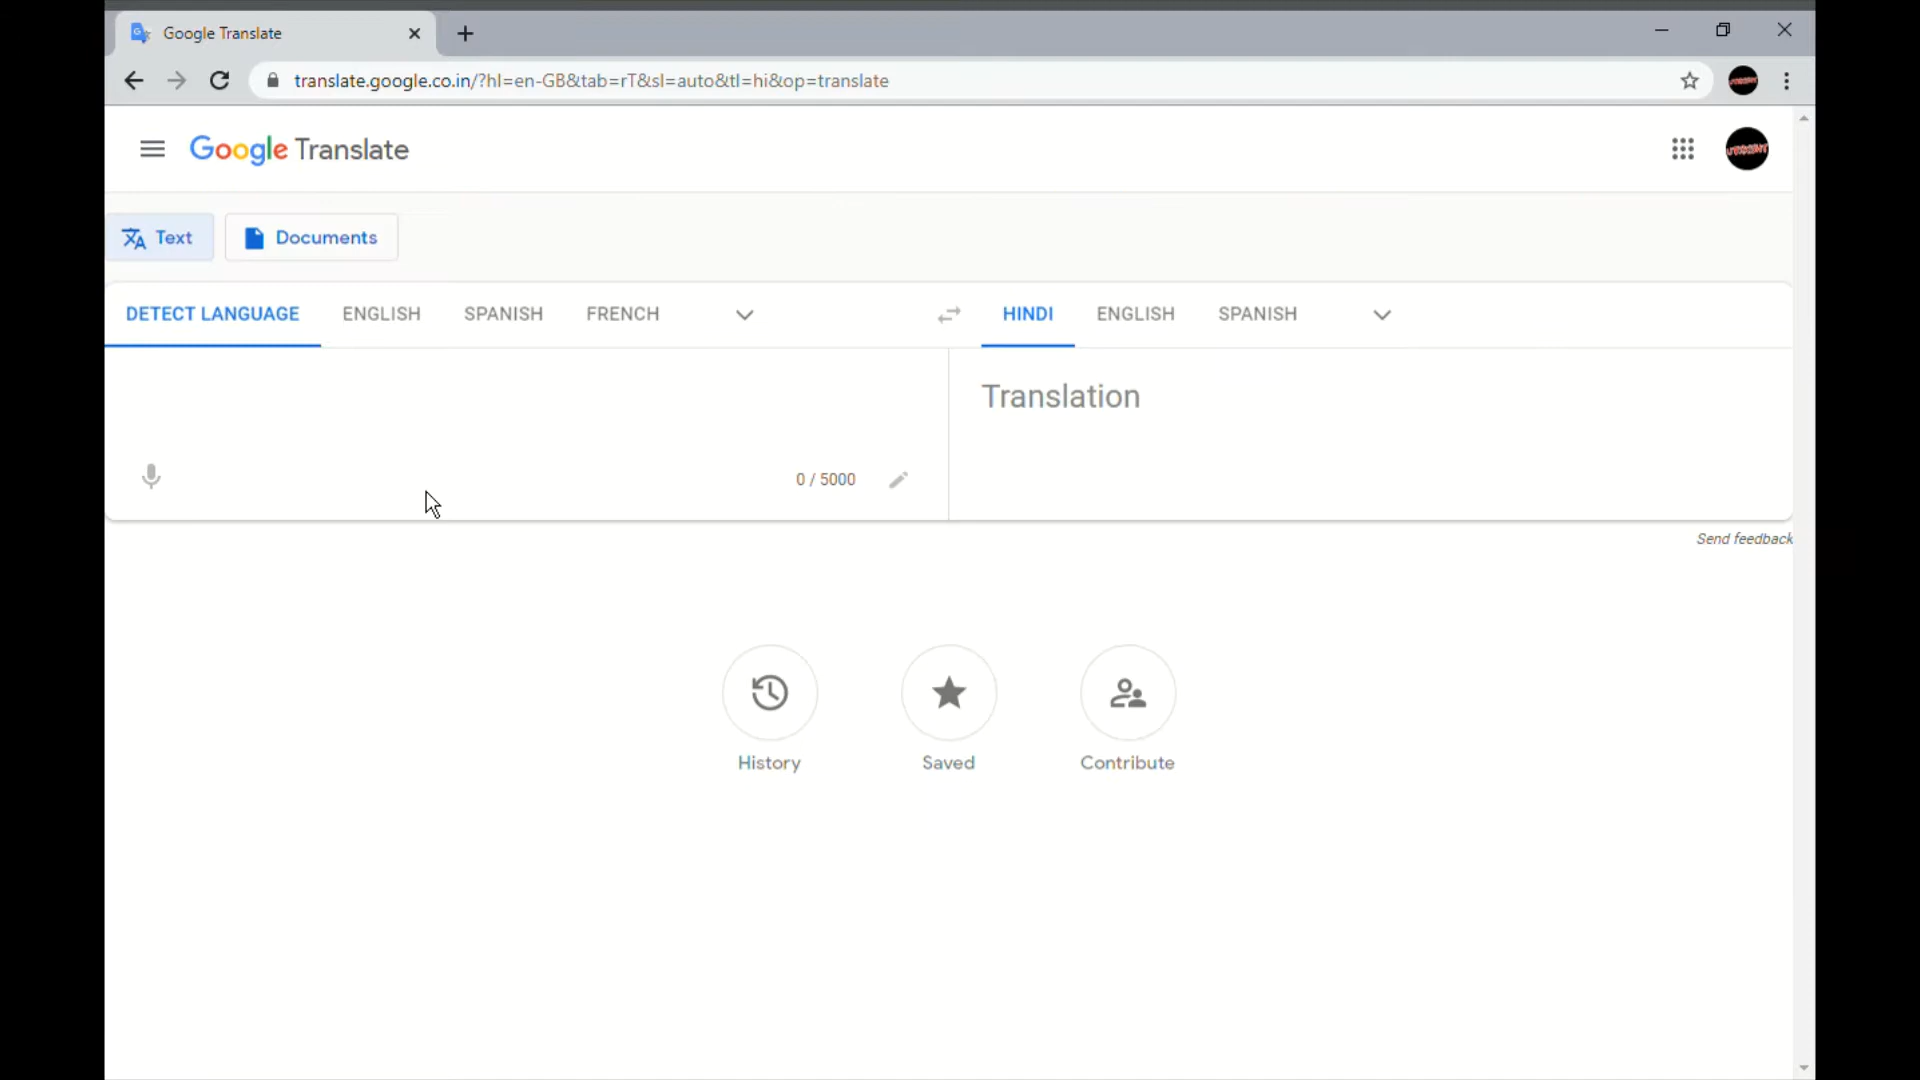 Google Translate
translate.google.co.in/?hl=en-GB&tab=rT&sl=auto&tl=hi&op=translate
Google Translate
Text
Documents
DETECT LANGUAGE ENGLISH SPANISH FRENCH
HINDI ENGLISH SPANISH
Translation
0 / 5000
Send feedback
History
Saved
Contribute